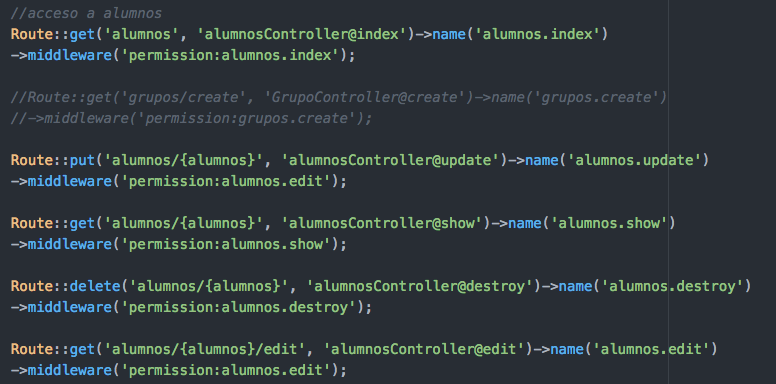 //acceso a alumnos
Route::get('alumnos', 'alumnosController@index')->name('alumnos.index')
->middleware('permission:alumnos.index');
//Route::get('grupos/create', 'GrupoController@create')->name('grupos.create')
//->middleware('permission:grupos.create');
Route::put('alumnos/{alumnos}', 'alumnosController@update')->name('alumnos.update')
->middleware('permission:alumnos.edit');
Route::get('alumnos/{alumnos}', 'alumnosController@show')->name('alumnos.show')
->middleware('permission:alumnos.show');
Route::delete('alumnos/{alumnos}', 'alumnosController@destroy')->name('alumnos.destroy')
->middleware('permission:alumnos.destroy');
Route::get('alumnos/{alumnos}/edit', 'alumnosController@edit')->name('alumnos.edit')
->middleware('permission:alumnos.edit');